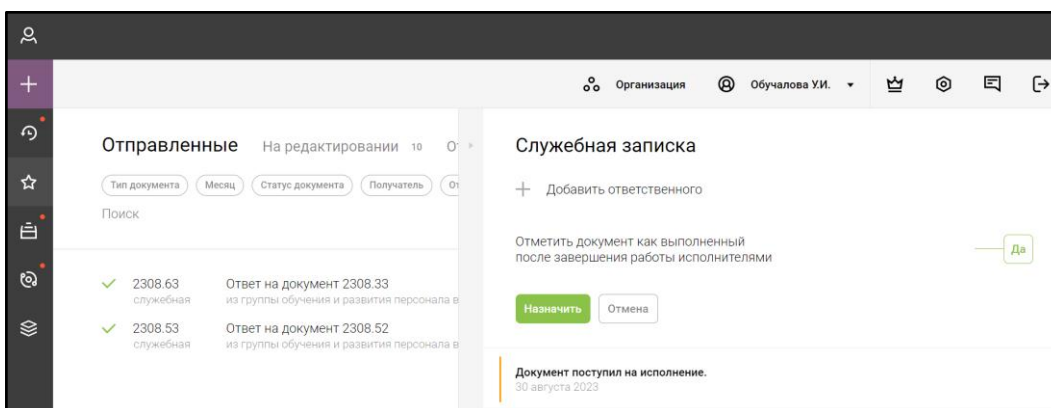 Организация Обучалова У.И.
Отправленные На редактировании 10
Тип документа Месяц Статус документа Получатель
Поиск
2308.63 Ответ на документ 2308.33
служебная из группы обучения и развития персонала в
2308.53 Ответ на документ 2308.52
служебная из группы обучения и развития персонала в
Служебная записка
Добавить ответственного
Отметить документ как выполненный
после завершения работы исполнителями
Да
Назначить Отмена
Документ поступил на исполнение.
30 августа 2023